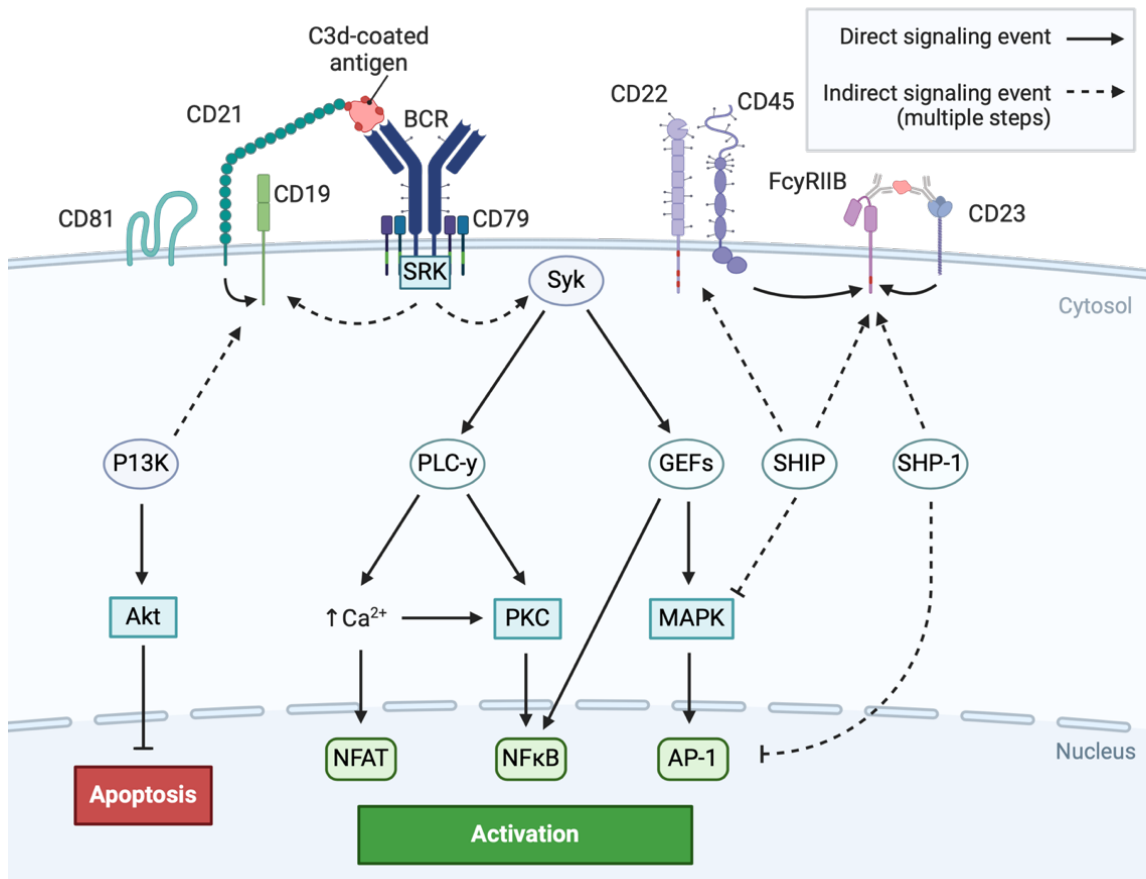 C3d-coated
antigen
CD21
BCR
CD22
CD45
Direct signaling event
Indirect signaling event
(multiple steps)
CD81
CD19
CD79
FcyRIIB
CD23
SRK
Syk
Cytosol
P13K
PLC-y
GEFs
SHIP
SHP-1
Akt
↑Ca²⁺
PKC
MAPK
NFAT
NFκB
AP-1
Nucleus
Apoptosis
Activation